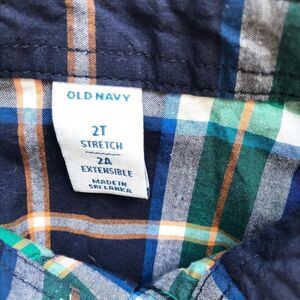 OLD NAVY
2T
STRETCH
2A
EXTENSIBLE
MADE IN
SRI LANKA